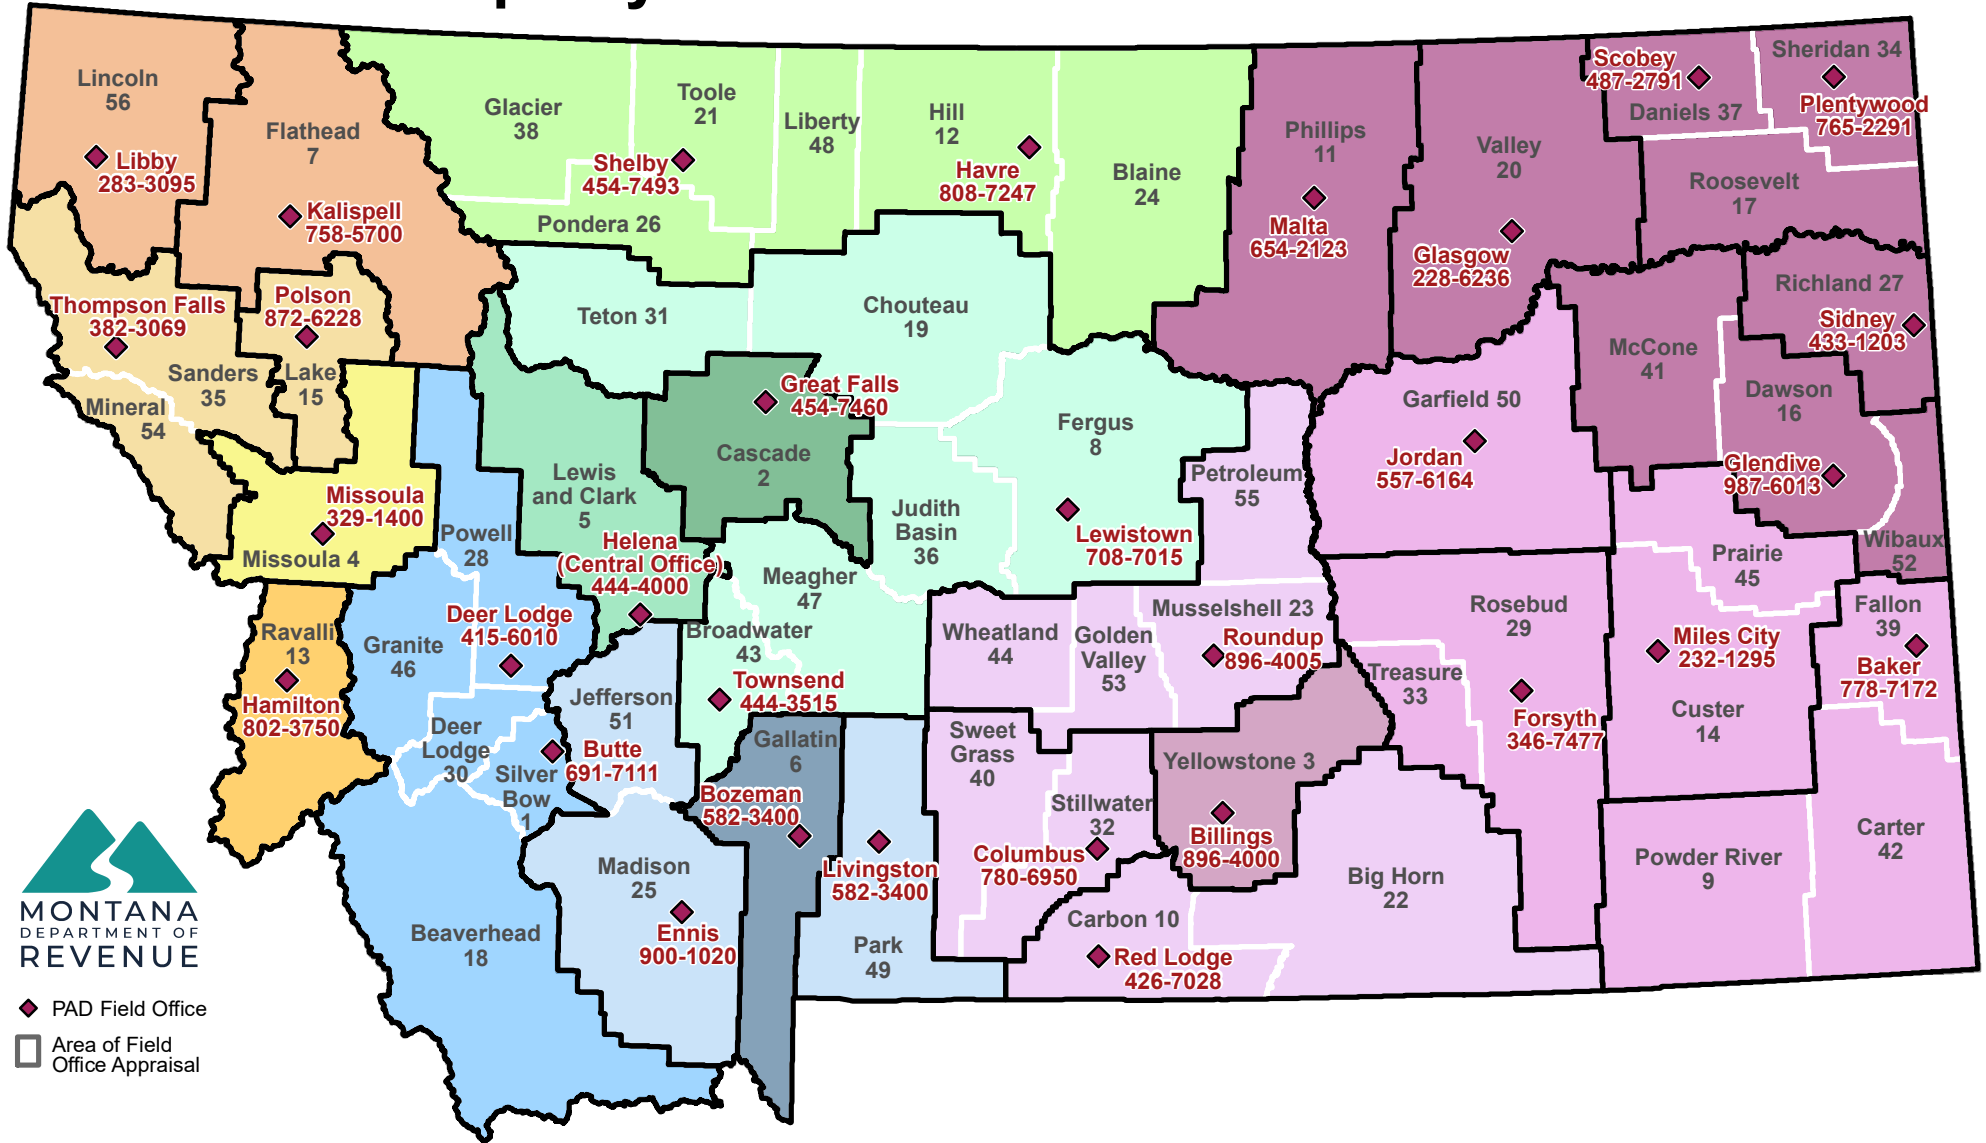 Lincoln
56
Libby
283-3095
Flathead
7
Kalispell
758-5700
Glacier
38
Toole
21
Shelby
454-7493
Pondera 26
Liberty
48
Hill
12
Havre
808-7247
Blaine
24
Phillips
11
Malta
654-2123
Valley
20
Glasgow
228-6236
Scobey
487-2791
Daniels 37
Sheridan 34
Plentywood
765-2291
Roosevelt
17
Thompson Falls
382-3069
Sanders
35
Polson
872-6228
Lake
15
Mineral
54
Teton 31
Chouteau
19
Great Falls
454-7460
Cascade
2
Fergus
8
Lewistown
708-7015
Judith
Basin
36
Petroleum
55
Garfield 50
Jordan
557-6164
McCone
41
Richland 27
Sidney
433-1203
Dawson
16
Glendive
987-6013
Wibaux
52
Prairie
45
Missoula
329-1400
Missoula 4
Powell
28
Lewis
and Clark
5
Helena
(Central Office)
444-4000
Meagher
47
Broadwater
43
Townsend
444-3515
Ravalli
13
Hamilton
802-3750
Granite
46
Deer Lodge
415-6010
Deer
Lodge
30
Silver
Bow
1
Butte
691-7111
Jefferson
51
Wheatland
44
Golden
Valley
53
Musselshell 23
Roundup
896-4005
Treasure
33
Rosebud
29
Forsyth
346-7477
Miles City
232-1295
Custer
14
Fallon
39
Baker
778-7172
Gallatin
6
Bozeman
582-3400
Livingston
582-3400
Park
49
Sweet
Grass
40
Stillwater
32
Columbus
780-6950
Yellowstone 3
Billings
896-4000
Carbon 10
Red Lodge
426-7028
Big Horn
22
Powder River
9
Carter
42
Madison
25
Ennis
900-1020
Beaverhead
18
MONTANA
DEPARTMENT OF
REVENUE
PAD Field Office
Area of Field
Office Appraisal